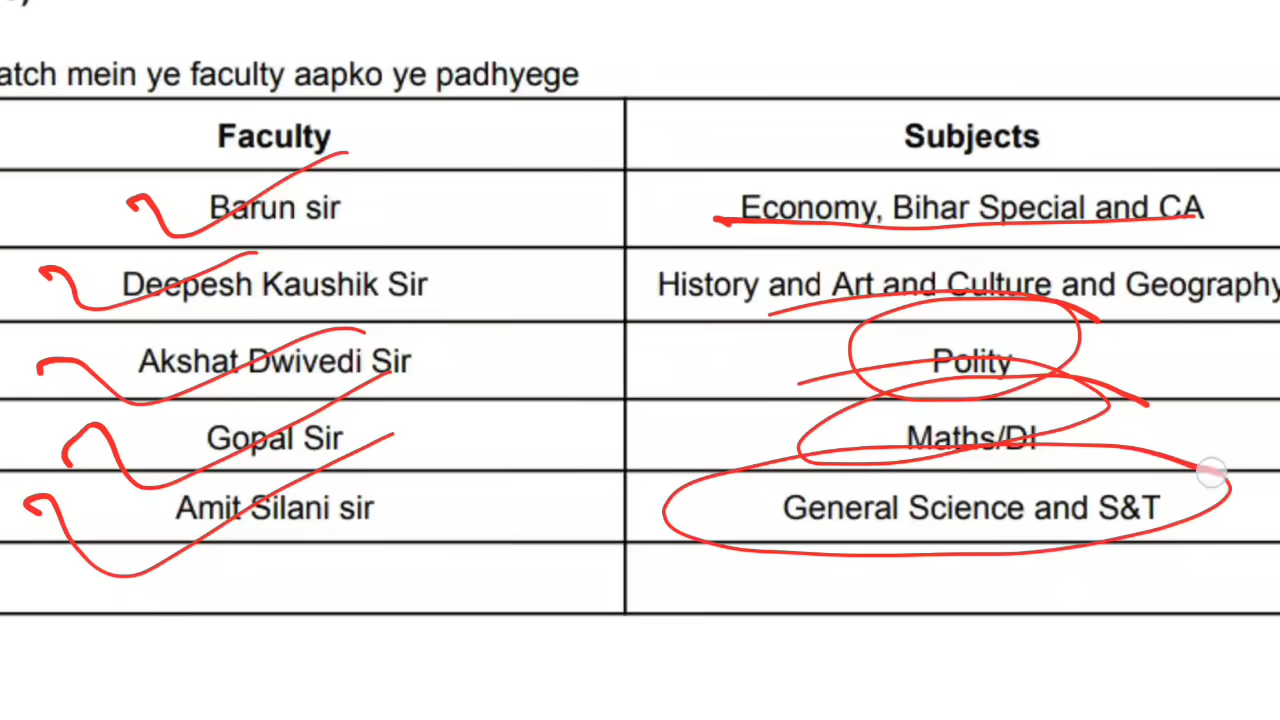 atch mein ye faculty aapko ye padhyege
Faculty Subjects
Barun sir Economy, Bihar Special and CA
Deepesh Kaushik Sir History and Art and Culture and Geography
Akshat Dwivedi Sir Polity
Gopal Sir Maths/DI
Amit Silani sir General Science and S&T